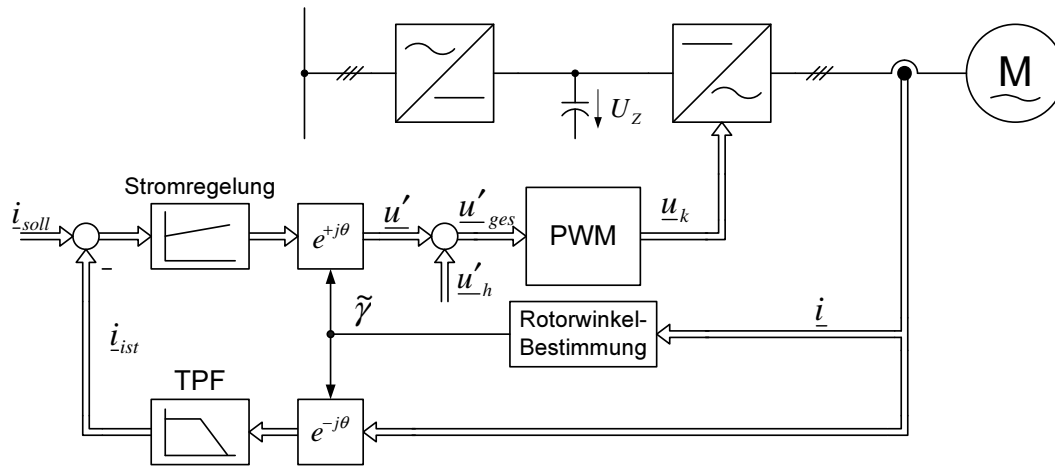 M
U_Z
Stromregelung
i_soll
e^{+jθ}
u'
u'_ges
PWM
u_k
-
u'_h
γ̃
Rotorwinkel-
Bestimmung
i
i_ist
TPF
e^{-jθ}